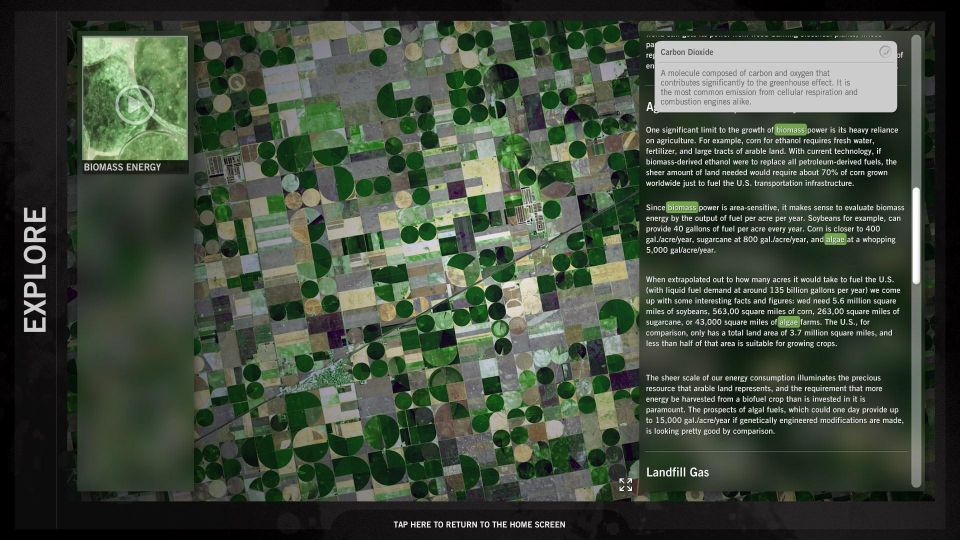 EXPLORE
BIOMASS ENERGY
Carbon Dioxide
A molecule composed of carbon and oxygen that
contributes significantly to the greenhouse effect. It is
the most common emission from cellular respiration and
combustion engines alike.
One significant limit to the growth of biomass power is its heavy reliance
on agriculture. For example, corn for ethanol requires fresh water,
fertilizer, and large tracts of arable land. With current technology, if
biomass-derived ethanol were to replace all petroleum-derived fuels, the
sheer amount of land needed would require about 70% of corn grown
worldwide just to fuel the U.S. transportation infrastructure.
Since biomass power is area-sensitive, it makes sense to evaluate biomass
energy by the output of fuel per acre per year. Soybeans for example, can
provide 40 gallons of fuel per acre every year. Corn is closer to 400
gal./acre/year, sugarcane at 800 gal./acre/year, and algae at a whopping
5,000 gal/acre/year.
When extrapolated out to how many acres it would take to fuel the U.S.
(with liquid fuel demand at around 135 billion gallons per year) we come
up with some interesting facts and figures: wed need 5.6 million square
miles of soybeans, 563,00 square miles of corn, 263,00 square miles of
sugarcane, or 43,000 square miles of algae farms. The U.S., for
comparison, only has a total land area of 3.7 million square miles, and
less than half of that area is suitable for growing crops.
The sheer scale of our energy consumption illuminates the precious
resource that arable land represents, and the requirement that more
energy be harvested from a biofuel crop than is invested in it is
paramount. The prospects of algal fuels, which could one day provide up
to 15,000 gal./acre/year if genetically engineered modifications are made,
is looking pretty good by comparison.
Landfill Gas
TAP HERE TO RETURN TO THE HOME SCREEN